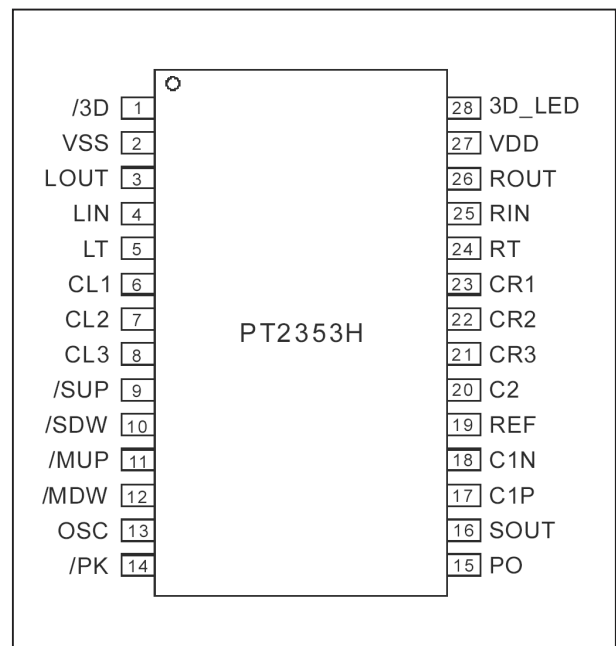 /3D 1 28 3D_LED
VSS 2 27 VDD
LOUT 3 26 ROUT
LIN 4 25 RIN
LT 5 24 RT
CL1 6 23 CR1
CL2 7 22 CR2
PT2353H
CL3 8 21 CR3
/SUP 9 20 C2
/SDW 10 19 REF
/MUP 11 18 C1N
/MDW 12 17 C1P
OSC 13 16 SOUT
/PK 14 15 PO